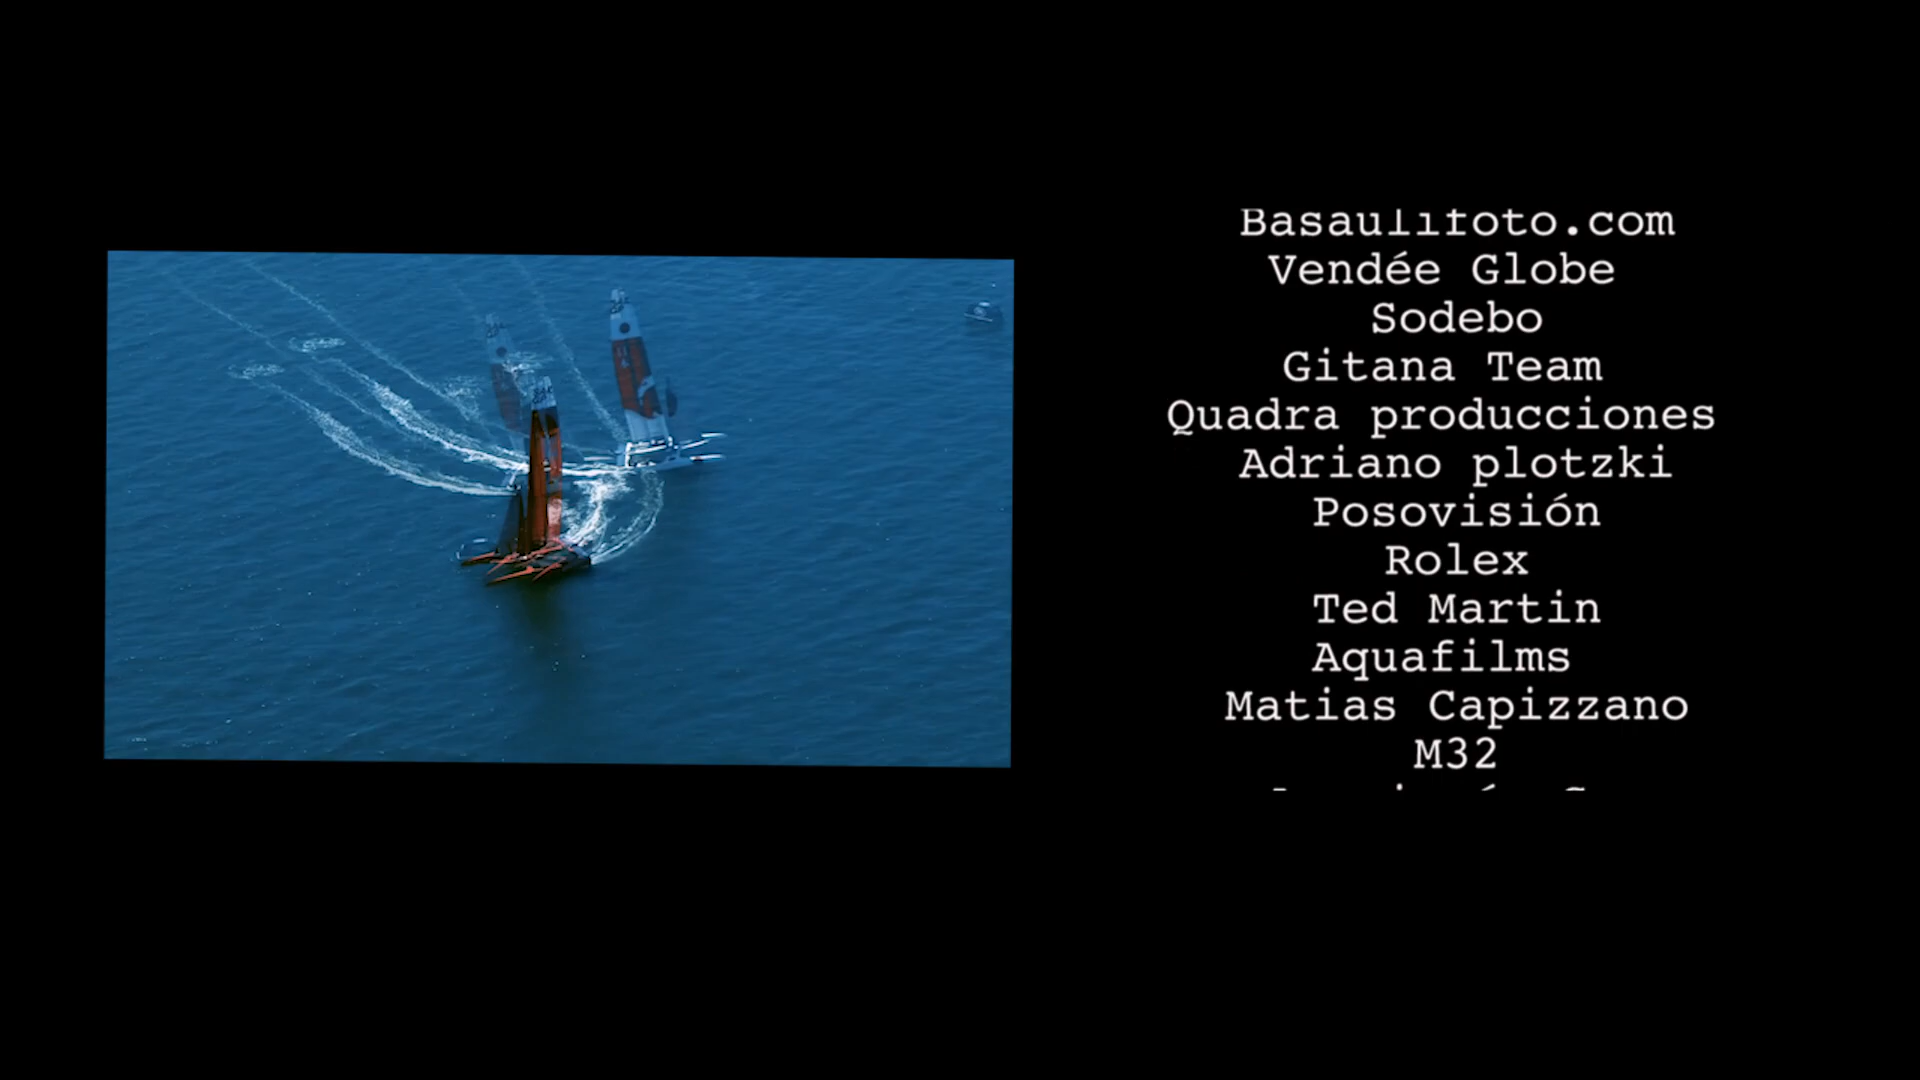 Basaulifoto.com
Vendée Globe
Sodebo
Gitana Team
Quadra producciones
Adriano plotzki
Posovisión
Rolex
Ted Martin
Aquafilms
Matias Capizzano
M32